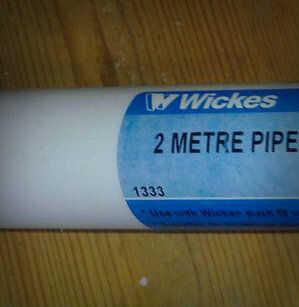 Wickes
2 METRE PIPE
1333
* Use with Wickes push fit